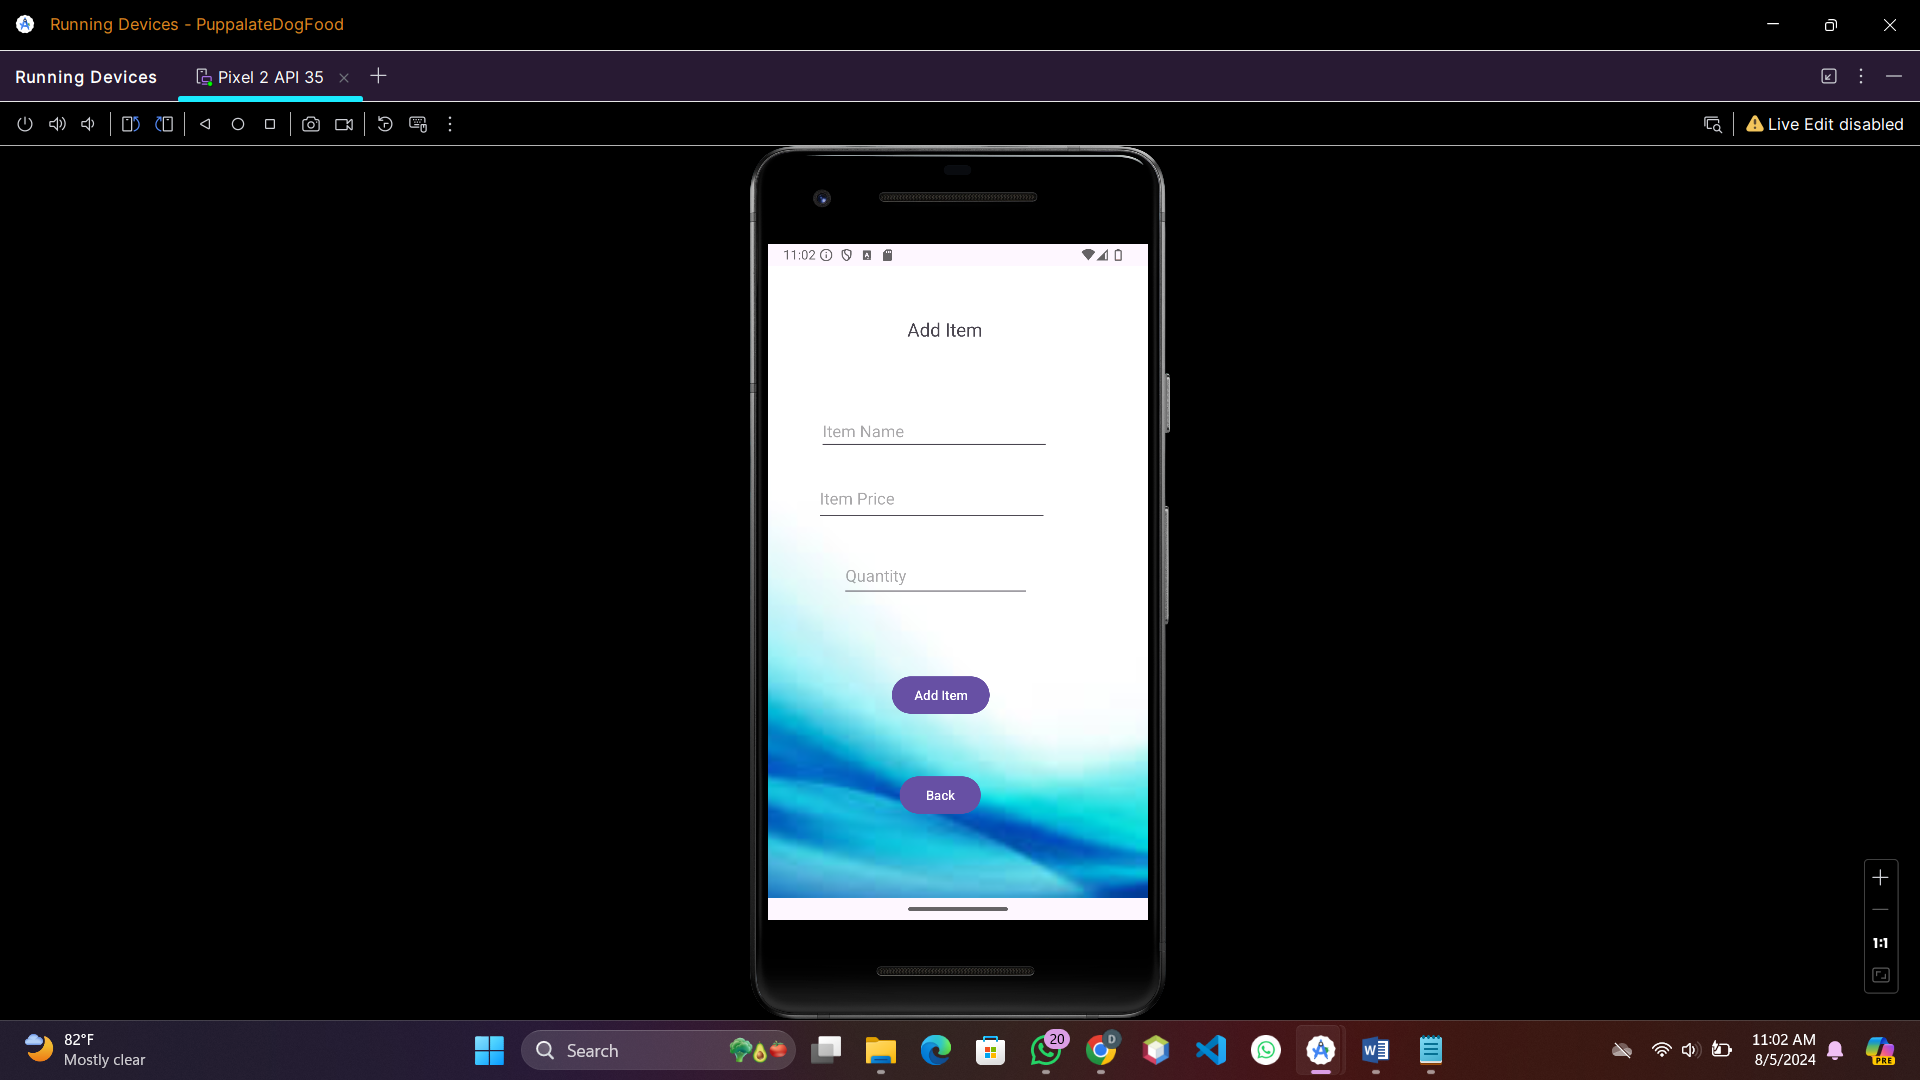 Running Devices - PuppalateDogFood
Running Devices
Pixel 2 API 35
Live Edit disabled
11:02
Add Item
Item Name
Item Price
Quantity
Add Item
Back
1:1
82°F
Mostly clear
Search
20
D
PRE
11:02 AM
8/5/2024